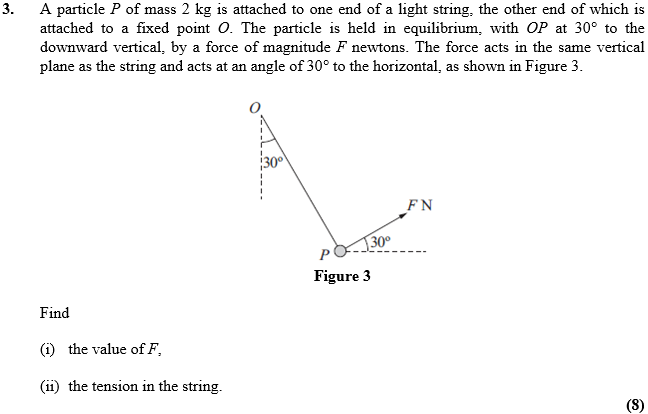 3. A particle P of mass 2 kg is attached to one end of a light string, the other end of which is
attached to a fixed point O. The particle is held in equilibrium, with OP at 30° to the
downward vertical, by a force of magnitude F newtons. The force acts in the same vertical
plane as the string and acts at an angle of 30° to the horizontal, as shown in Figure 3.
O
30°
F N
30°
P
Figure 3
Find
(i) the value of F,
(ii) the tension in the string.
(8)